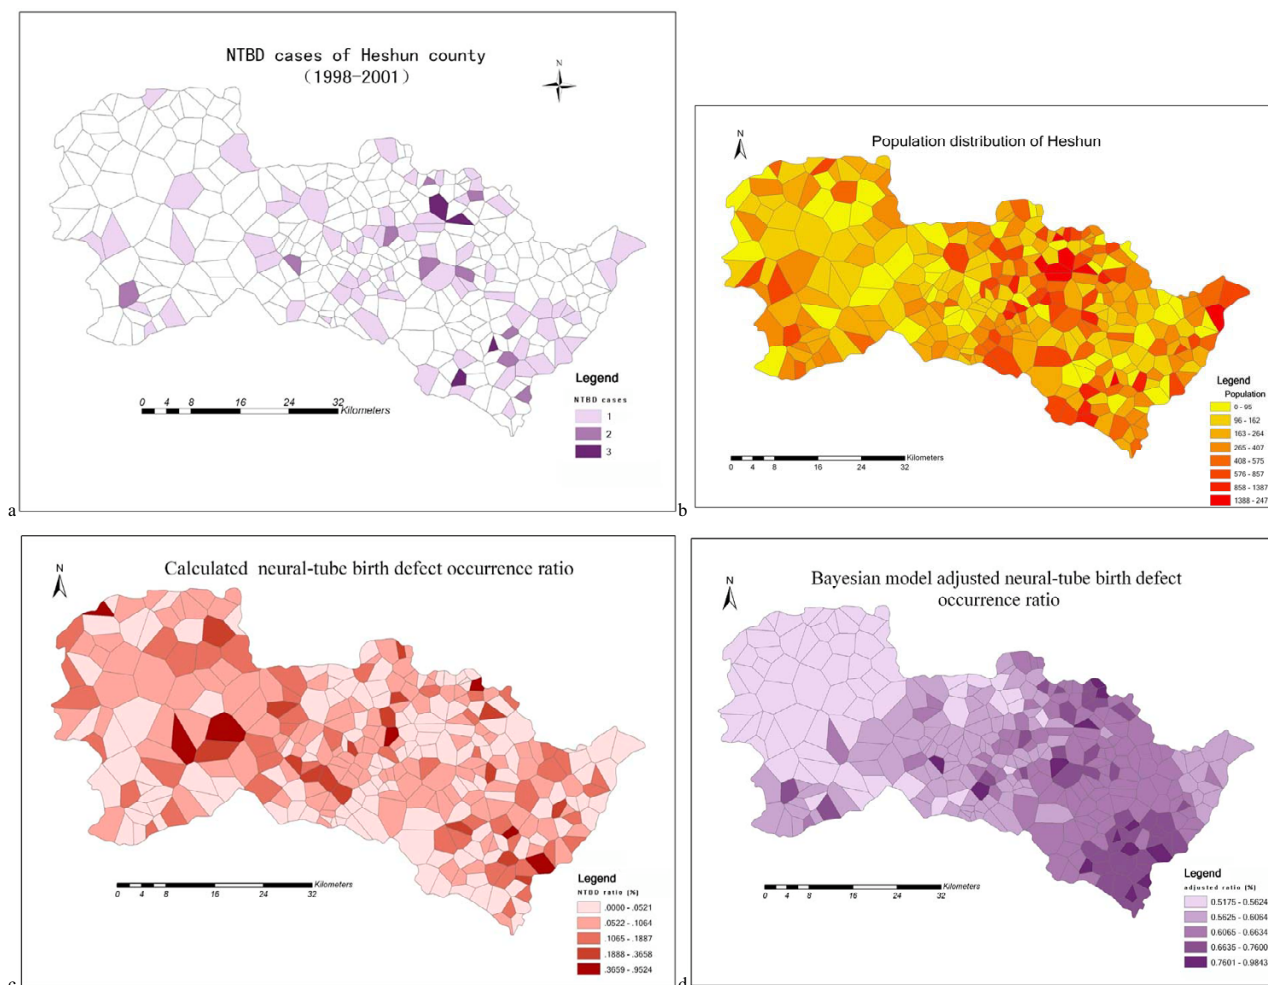 NTBD cases of Heshun county
(1998-2001)
N
Legend
NTBD cases
1
2
3
0 4 8 16 24 32 Kilometers
a
N
Population distribution of Heshun
Legend
Population
0 - 95
96 - 162
163 - 264
265 - 407
408 - 575
576 - 857
858 - 1387
1388 - 247
0 2 4 8 16 24 32 Kilometers
b
N
Calculated neural-tube birth defect occurrence ratio
Legend
NTBD ratio (%)
.0000 - .0521
.0522 - .1064
.1065 - .1887
.1888 - .3658
.3659 - .9524
0 4 8 16 24 32 Kilometers
c
N
Bayesian model adjusted neural-tube birth defect
occurrence ratio
Legend
adjusted ratio (%)
0.5175 - 0.5624
0.5625 - 0.6064
0.6065 - 0.6634
0.6635 - 0.7600
0.7601 - 0.9843
0 4 8 16 24 32 Kilometers
d